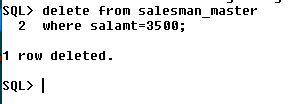 SQL> delete from salesman_master
2 where salamt=3500;
1 row deleted.
SQL>